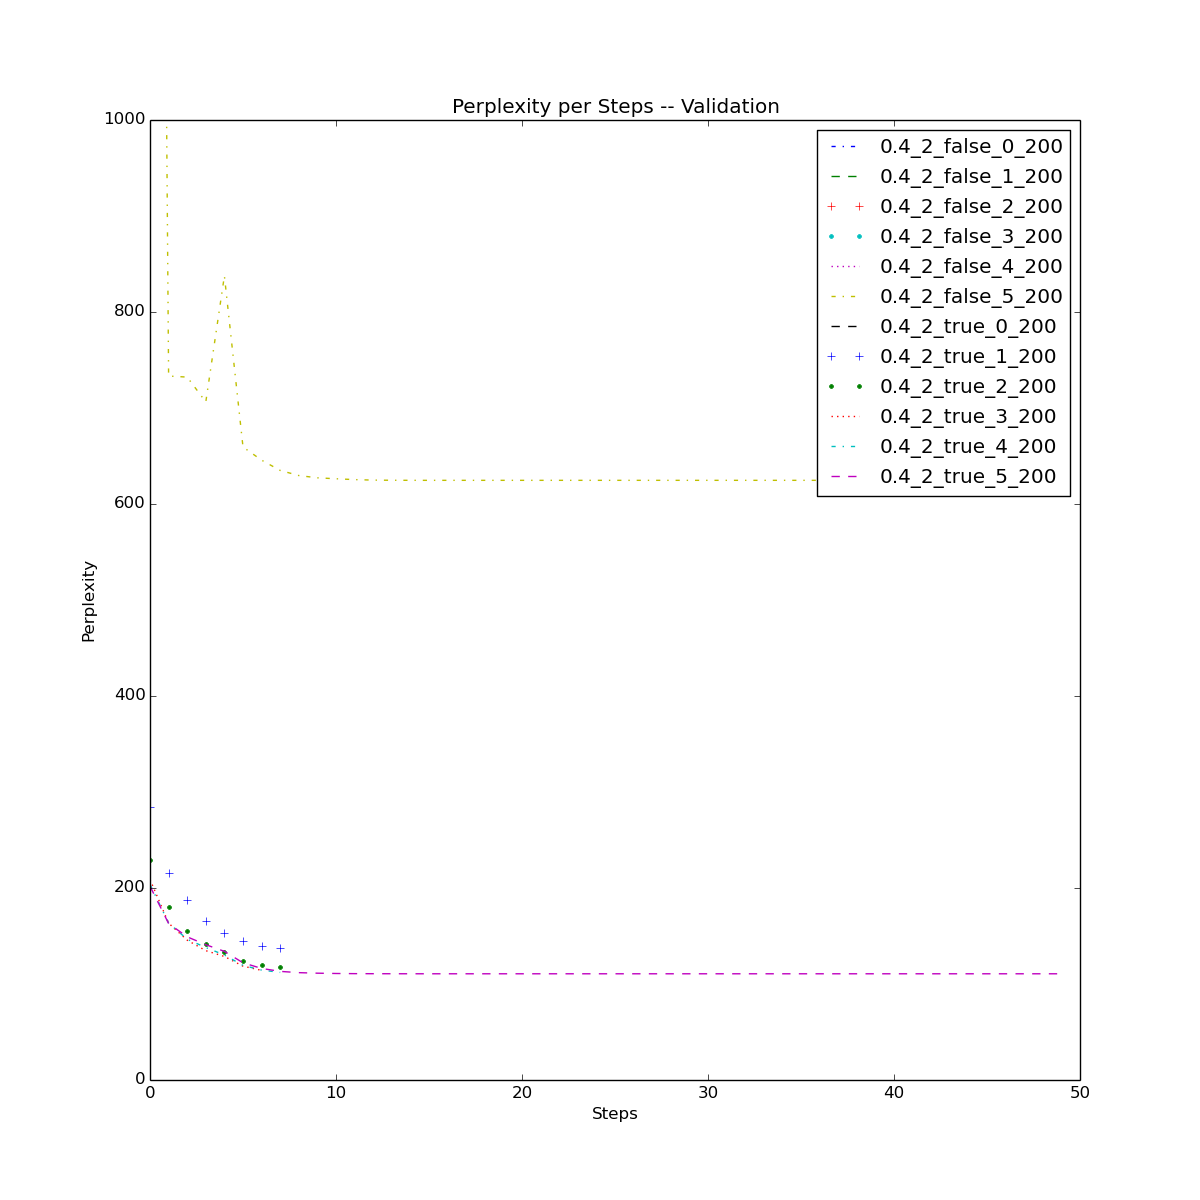 Perplexity per Steps -- Validation
1000
800
600
400
200
0
Perplexity
0.4_2_false_0_200
0.4_2_false_1_200
0.4_2_false_2_200
0.4_2_false_3_200
0.4_2_false_4_200
0.4_2_false_5_200
0.4_2_true_0_200
0.4_2_true_1_200
0.4_2_true_2_200
0.4_2_true_3_200
0.4_2_true_4_200
0.4_2_true_5_200
0 10 20 30 40 50
Steps